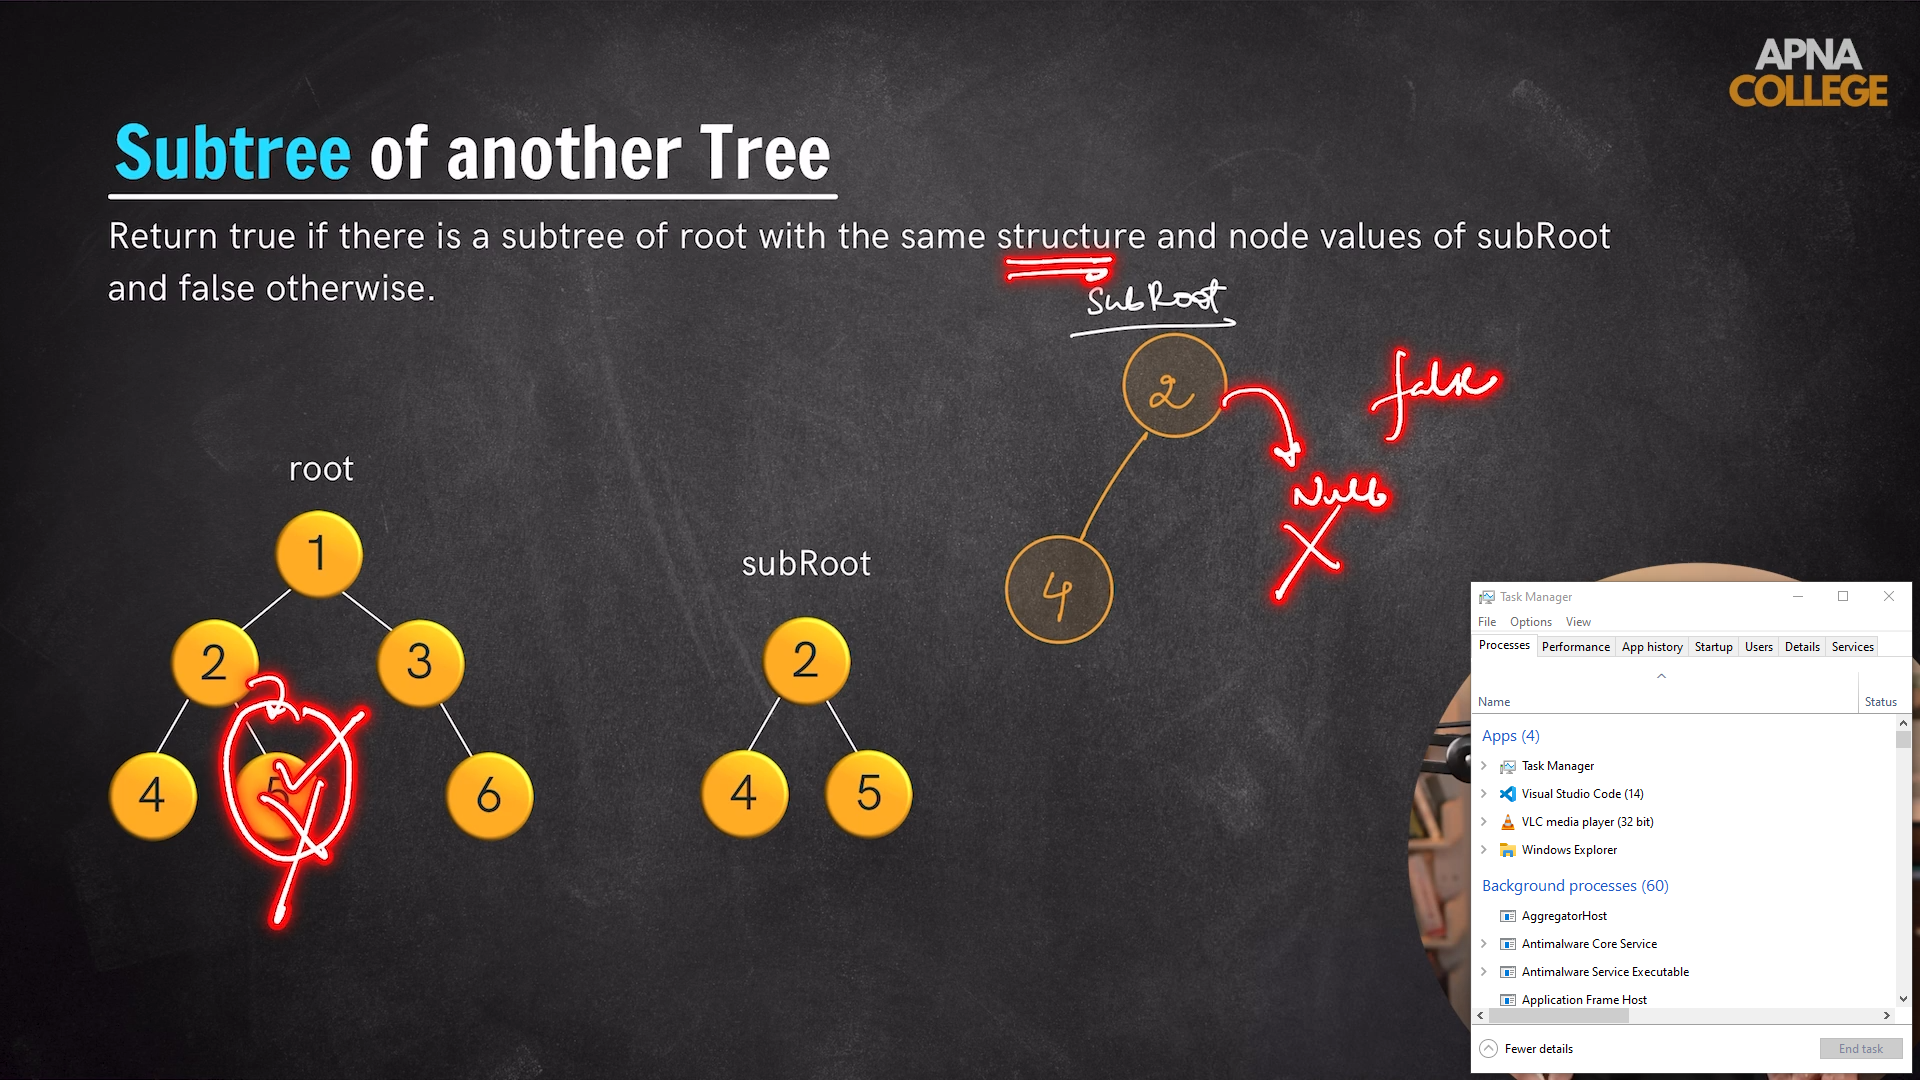 APNA
COLLEGE
Subtree of another Tree
Return true if there is a subtree of root with the same structure and node values of subRoot
and false otherwise.
SubRoot
2
false
root
Null
1
subRoot
4
2
3
2
4
5
6
4
5
Task Manager
File Options View
Processes Performance App history Startup Users Details Services
Name Status
Apps (4)
Task Manager
Visual Studio Code (14)
VLC media player (32 bit)
Windows Explorer
Background processes (60)
AggregatorHost
Antimalware Core Service
Antimalware Service Executable
Application Frame Host
Fewer details End task